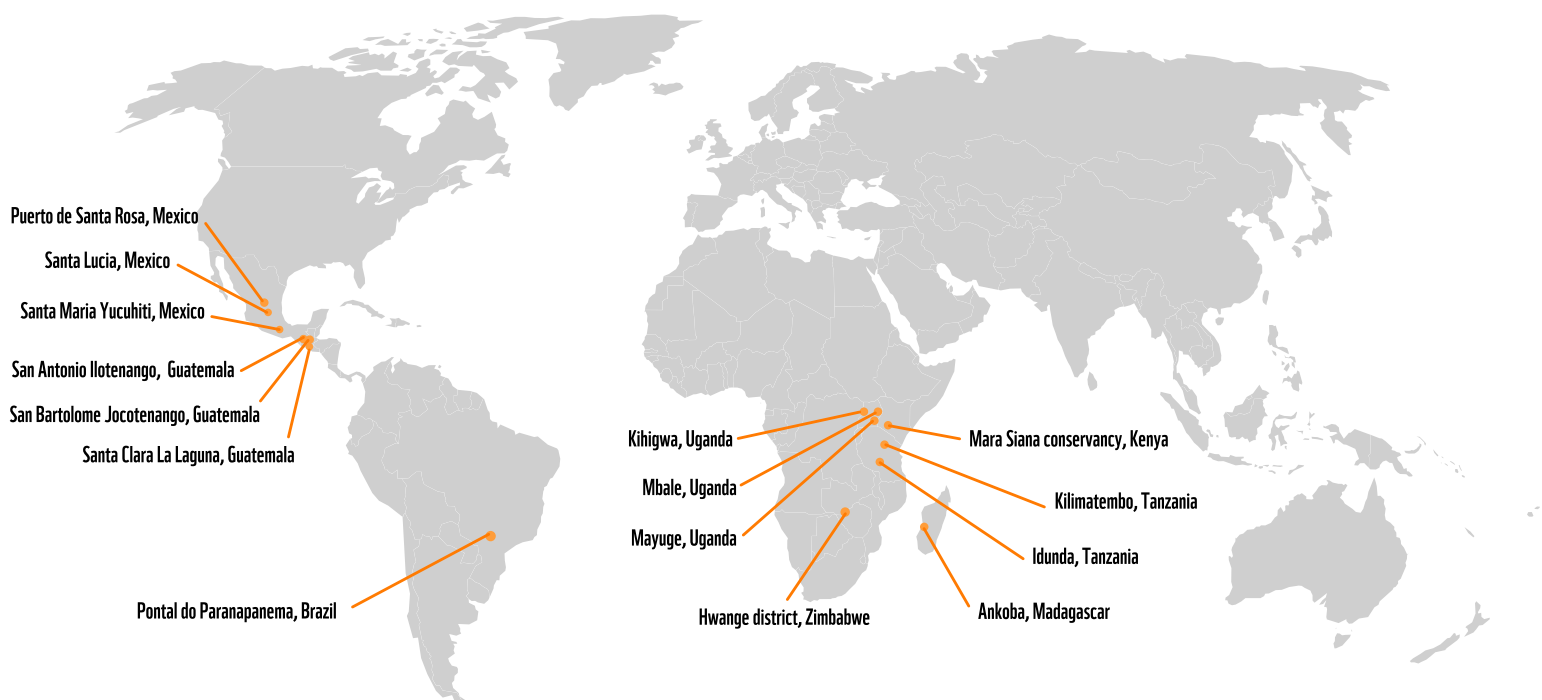 Puerto de Santa Rosa, Mexico
Santa Lucia, Mexico
Santa Maria Yucuhiti, Mexico
San Antonio Ilotenango, Guatemala
San Bartolome Jocotenango, Guatemala
Santa Clara La Laguna, Guatemala
Pontal do Paranapanema, Brazil
Kihigwa, Uganda
Mbale, Uganda
Mayuge, Uganda
Hwange district, Zimbabwe
Mara Siana conservancy, Kenya
Kilimatembo, Tanzania
Idunda, Tanzania
Ankoba, Madagascar